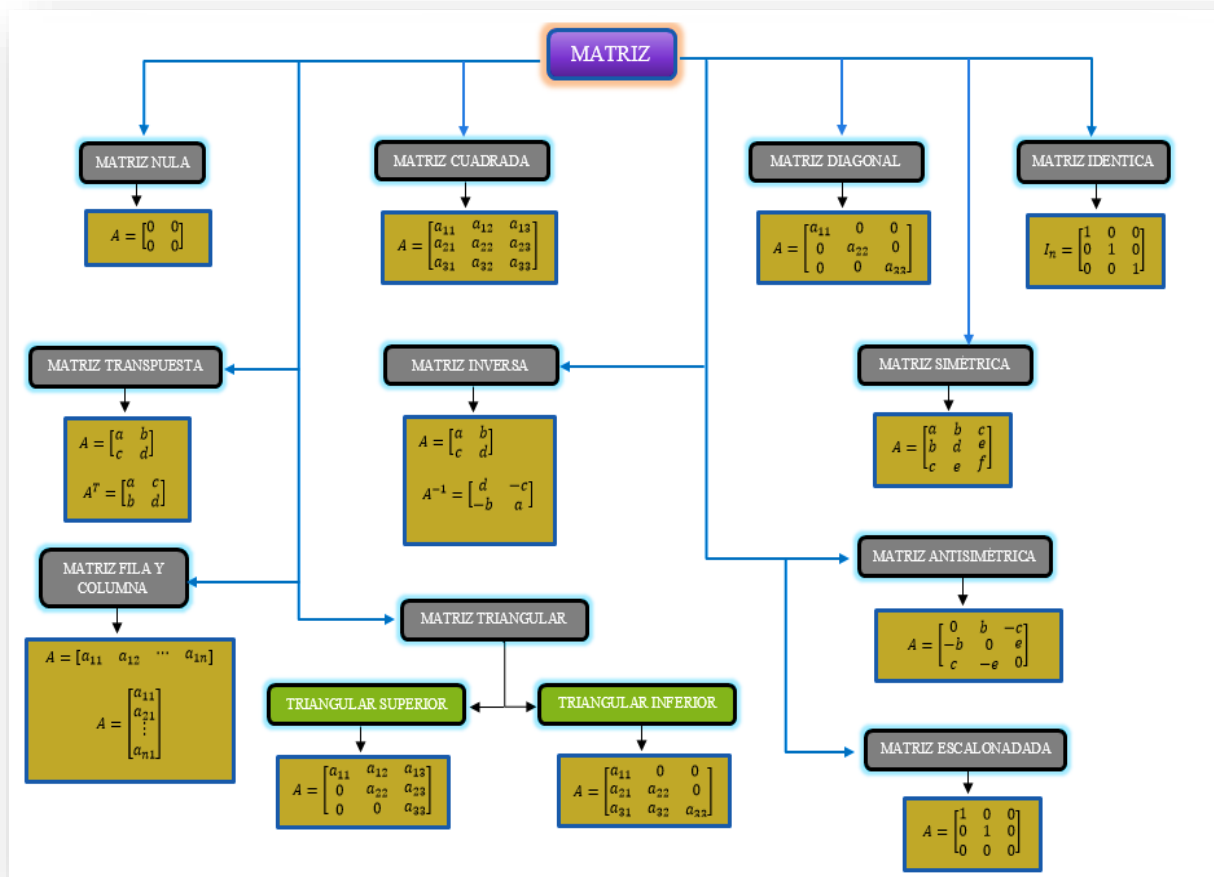 MATRIZ
MATRIZ NULA
A = [0 0
0 0]
MATRIZ CUADRADA
A = [a₁₁ a₁₂ a₁₃
a₂₁ a₂₂ a₂₃
a₃₁ a₃₂ a₃₃]
MATRIZ DIAGONAL
A = [a₁₁ 0 0
0 a₂₂ 0
0 0 a₃₃]
MATRIZ IDENTICA
Iₙ = [1 0 0
0 1 0
0 0 1]
MATRIZ TRANSPUESTA
A = [a b
c d]
Aᵀ = [a c
b d]
MATRIZ INVERSA
A = [a b
c d]
A⁻¹ = [d −c
−b a]
MATRIZ SIMÉTRICA
A = [a b c
b d e
c e f]
MATRIZ FILA Y
COLUMNA
A = [a₁₁ a₁₂ ⋯ a₁ₙ]
A = [a₁₁
a₂₁
⋮
aₙ₁]
MATRIZ TRIANGULAR
TRIANGULAR SUPERIOR
A = [a₁₁ a₁₂ a₁₃
0 a₂₂ a₂₃
0 0 a₃₃]
TRIANGULAR INFERIOR
A = [a₁₁ 0 0
a₂₁ a₂₂ 0
a₃₁ a₃₂ a₃₃]
MATRIZ ANTISIMÉTRICA
A = [0 b −c
−b 0 e
c −e 0]
MATRIZ ESCALONADADA
A = [1 0 0
0 1 0
0 0 0]